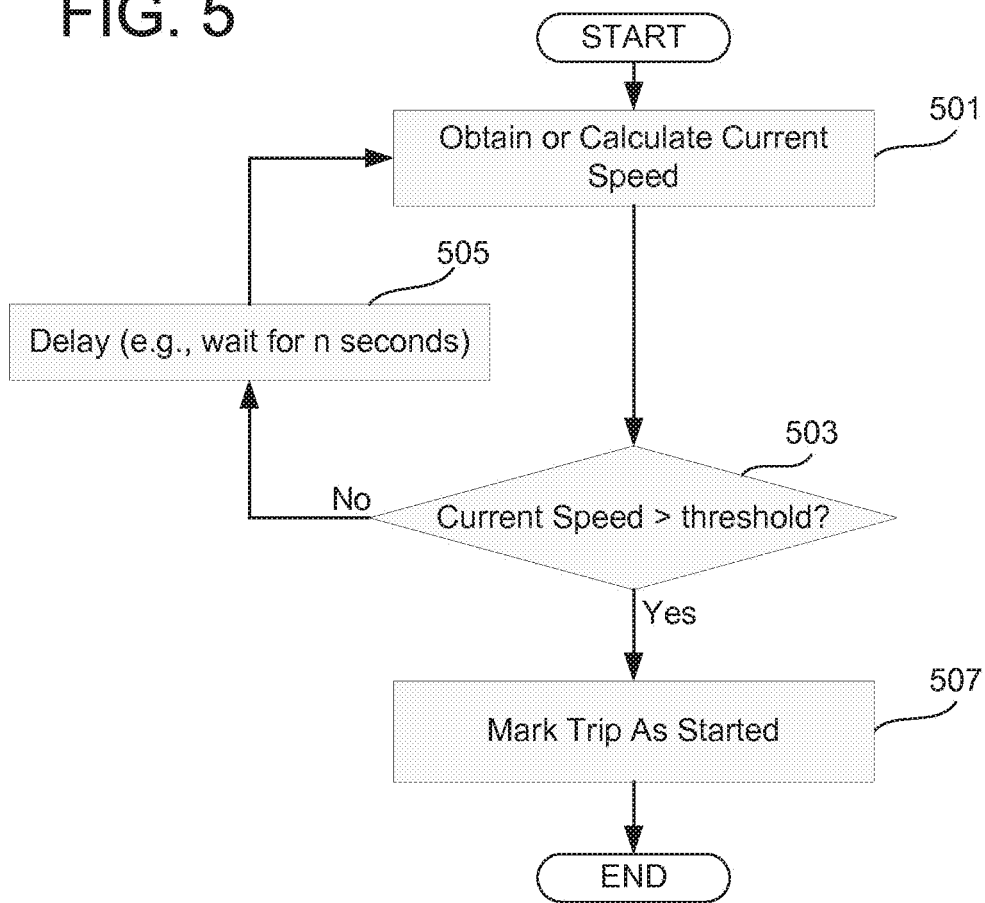 FIG. 5
START
501
Obtain or Calculate Current
Speed
505
Delay (e.g., wait for n seconds)
503
No
Current Speed > threshold?
Yes
507
Mark Trip As Started
END